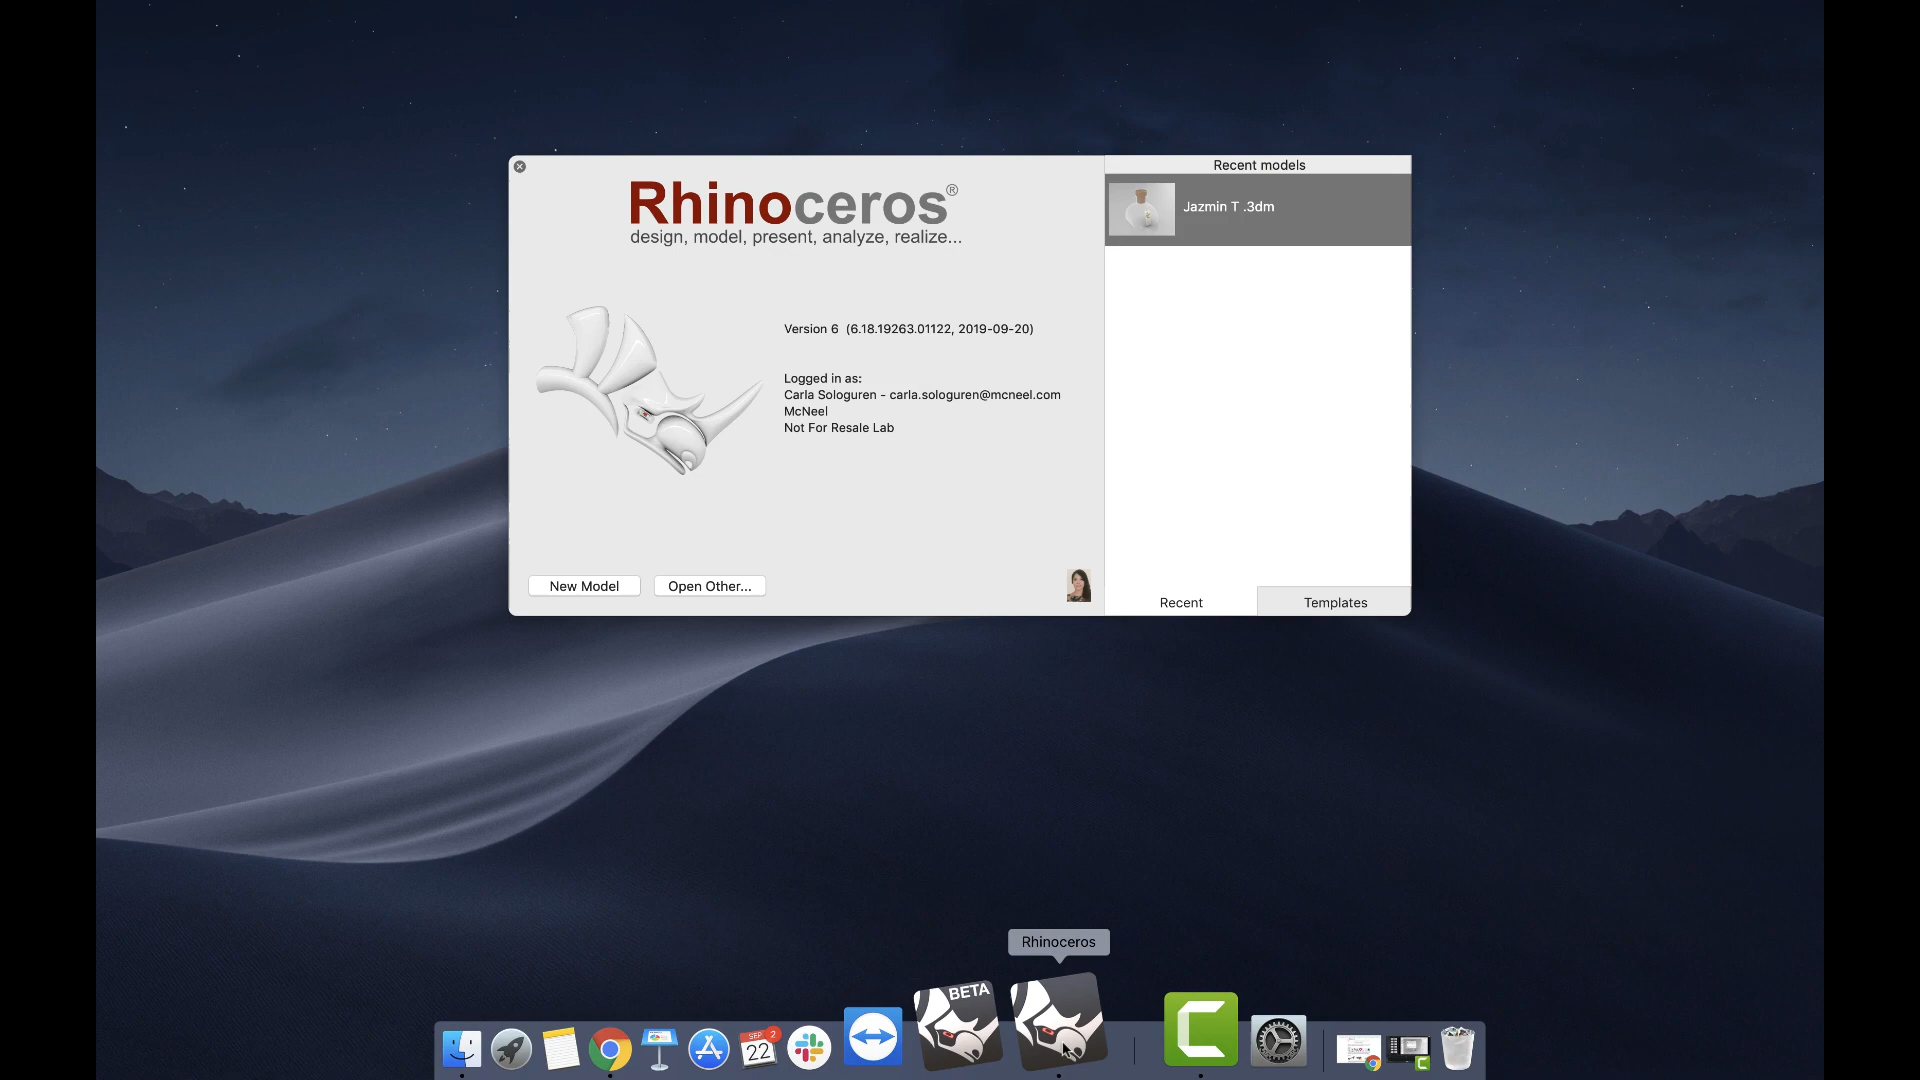 Rhinoceros®
design, model, present, analyze, realize...
Version 6 (6.18.19263.01122, 2019-09-20)
Logged in as:
Carla Sologuren - carla.sologuren@mcneel.com
McNeel
Not For Resale Lab
New Model
Open Other...
Recent models
Jazmin T .3dm
Recent
Templates
Rhinoceros
BETA
SEP
22
2